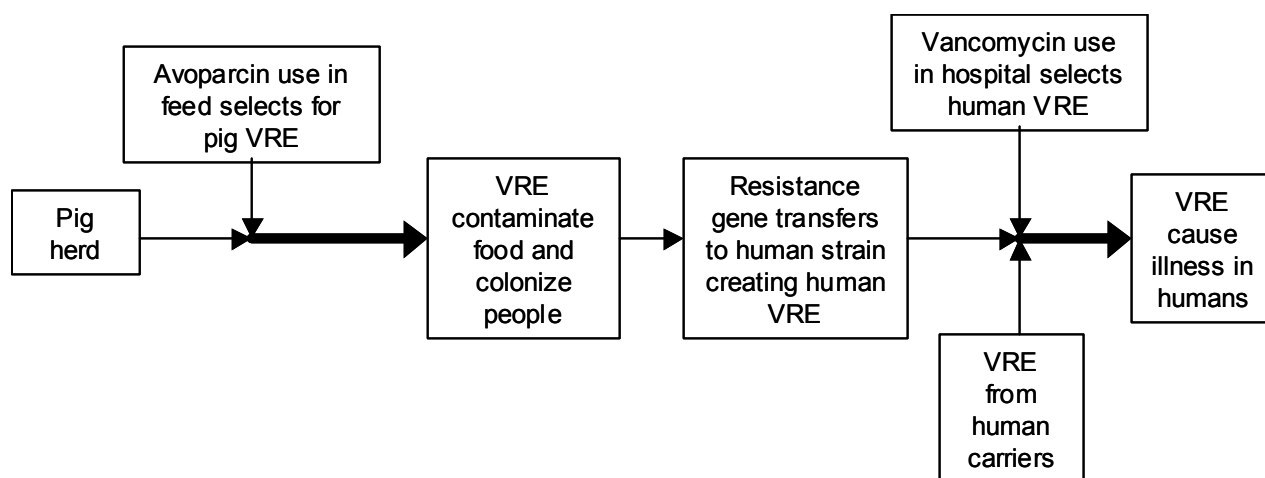 Pig
herd
Avoparcin use in
feed selects for
pig VRE
VRE
contaminate
food and
colonize
people
Resistance
gene transfers
to human strain
creating human
VRE
Vancomycin use
in hospital selects
human VRE
VRE
from
human
carriers
VRE
cause
illness in
humans